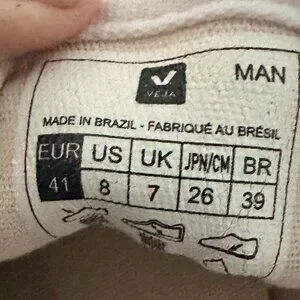 VEJA
MAN
MADE IN BRAZIL - FABRIQUÉ AU BRÉSIL
EUR US UK JPN/CM BR
41 8 7 26 39